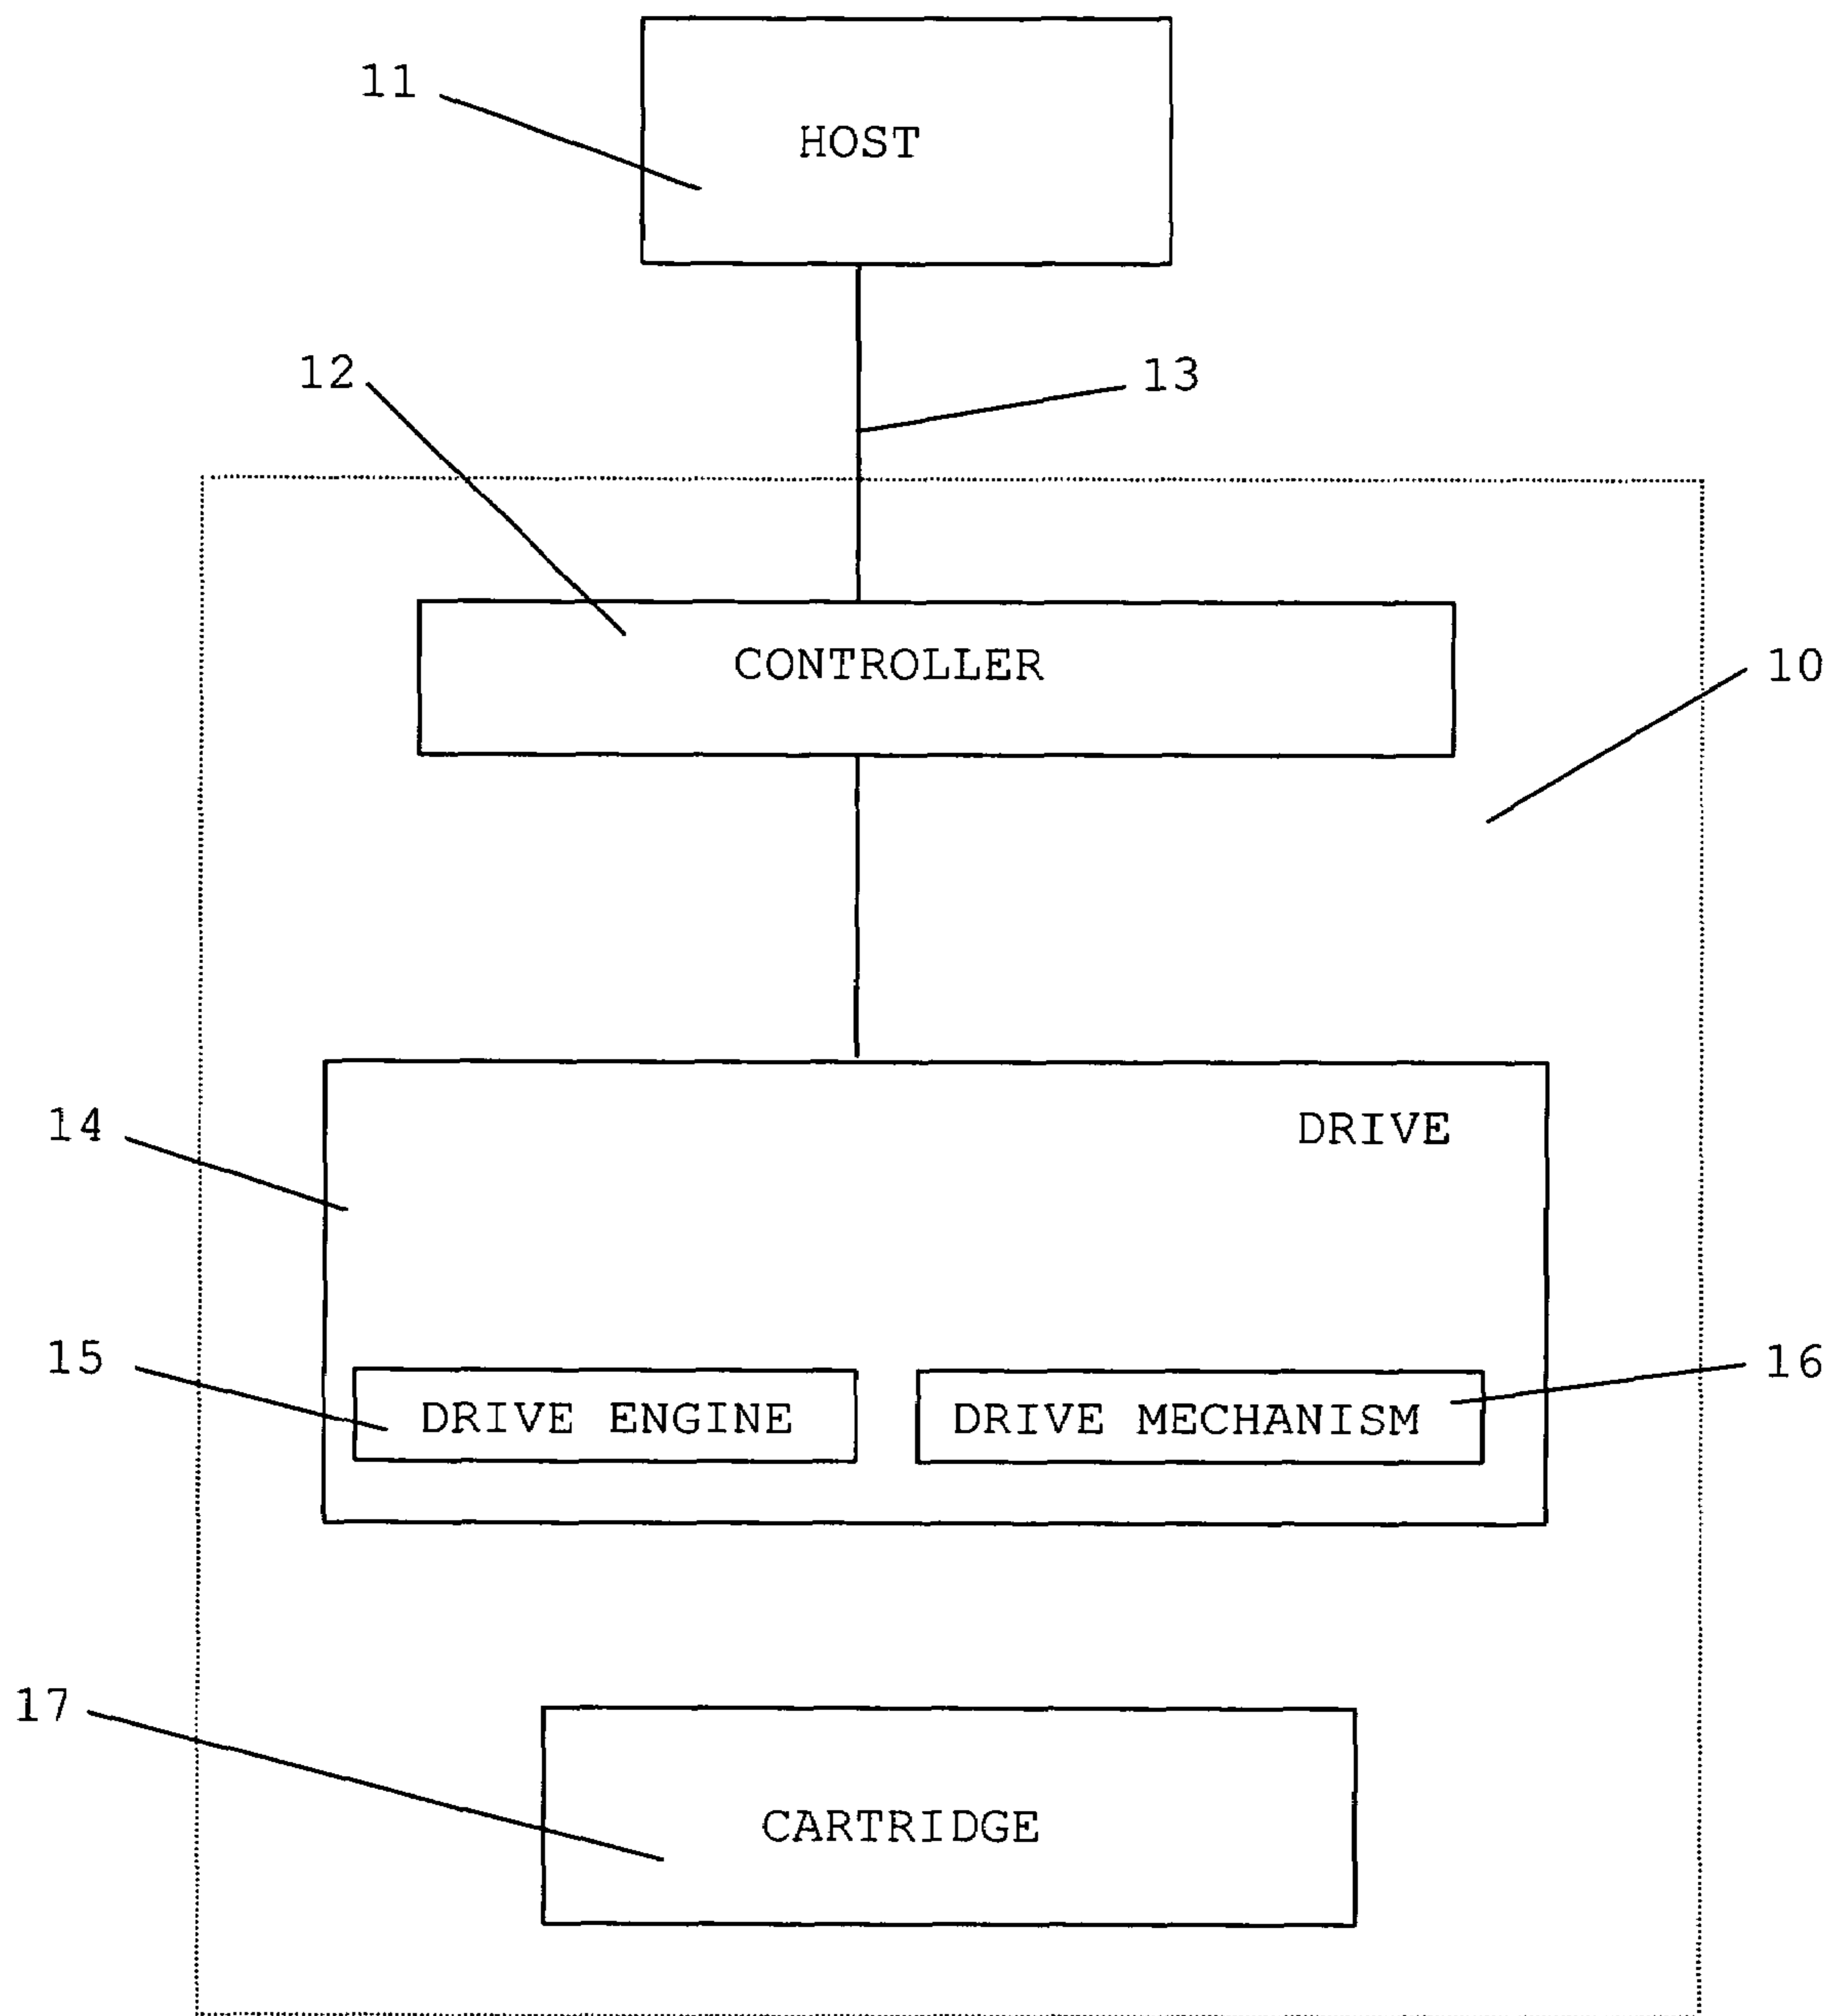 11
HOST
12
13
CONTROLLER
10
14
DRIVE
15
DRIVE ENGINE
DRIVE MECHANISM
16
17
CARTRIDGE